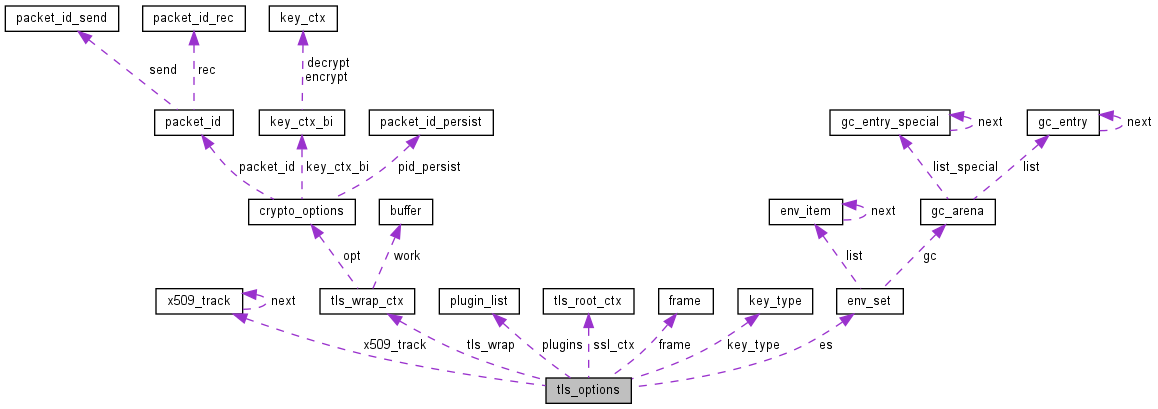 packet_id_send
packet_id_rec
key_ctx
send
rec
decrypt
encrypt
packet_id
key_ctx_bi
packet_id_persist
gc_entry_special
next
gc_entry
next
packet_id
key_ctx_bi
pid_persist
list_special
list
crypto_options
buffer
env_item
next
gc_arena
opt
work
list
gc
x509_track
next
tls_wrap_ctx
plugin_list
tls_root_ctx
frame
key_type
env_set
x509_track
tls_wrap
plugins
ssl_ctx
frame
key_type
es
tls_options